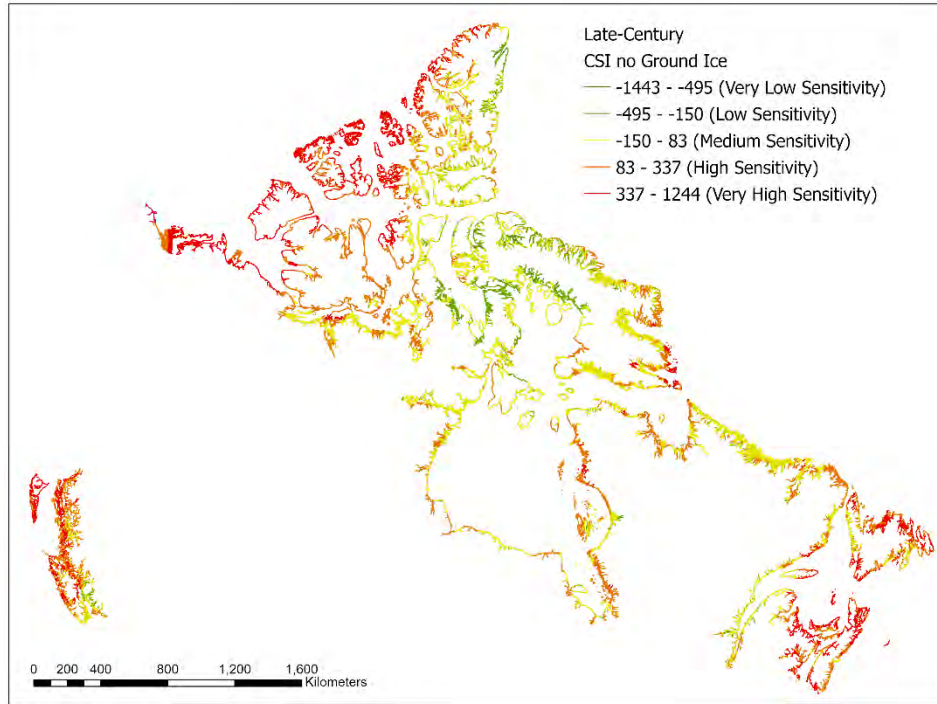 Late-Century
CSI no Ground Ice
-1443 - -495 (Very Low Sensitivity)
-495 - -150 (Low Sensitivity)
-150 - 83 (Medium Sensitivity)
83 - 337 (High Sensitivity)
337 - 1244 (Very High Sensitivity)
0 200 400 800 1,200 1,600
Kilometers